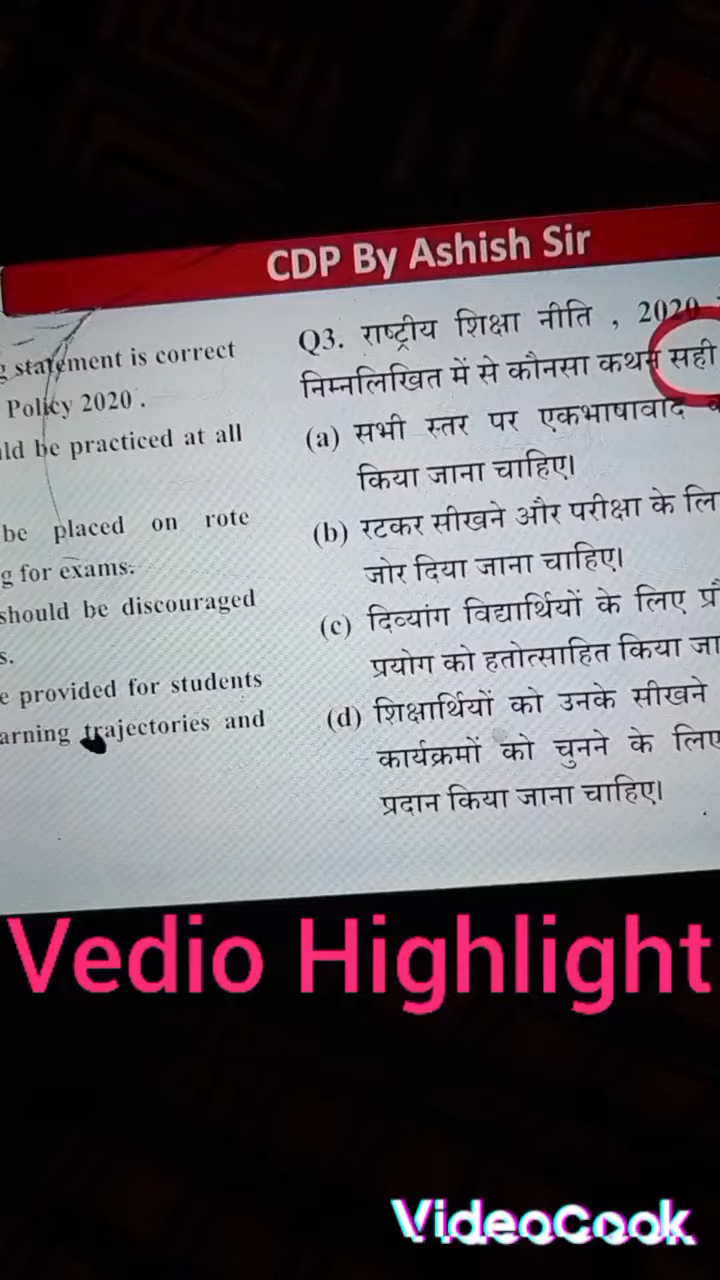 CDP By Ashish Sir
statement is correct
Policy 2020.
be practiced at all
be placed on rote
for exams.
should be discouraged
provided for students
trajectories and
Q3. राष्ट्रीय शिक्षा नीति , 2020
निम्नलिखित में से कौनसा कथन सही
(a) सभी स्तर पर एकभाषावाद
किया जाना चाहिए।
(b) रटकर सीखने और परीक्षा के
जोर दिया जाना चाहिए।
(c) दिव्यांग विद्यार्थियों के लिए
प्रयोग को हतोत्साहित किया
(d) शिक्षार्थियों को उनके सीखने
कार्यक्रमों को चुनने के लिए
प्रदान किया जाना चाहिए।
Vedio Highlight
VideoCook